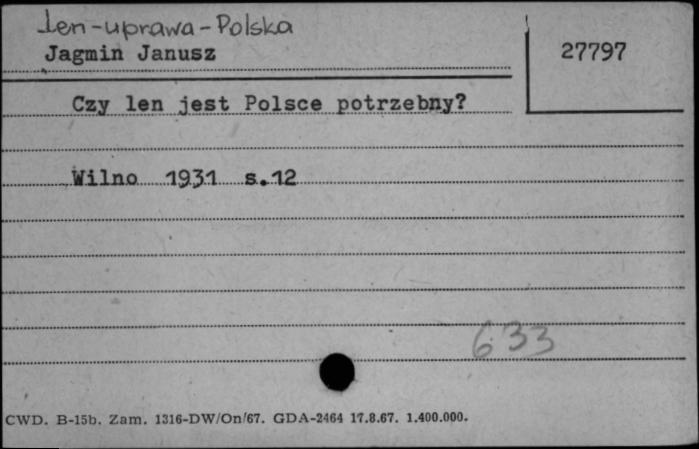 Len-uprawa-Polska
Jagmin Janusz
27797
Czy len jest Polsce potrzebny?
Wilno 1931 s.12
633
CWD. B-15b. Zam. 1316-DW/On/67. GDA-2464 17.8.67. 1.400.000.